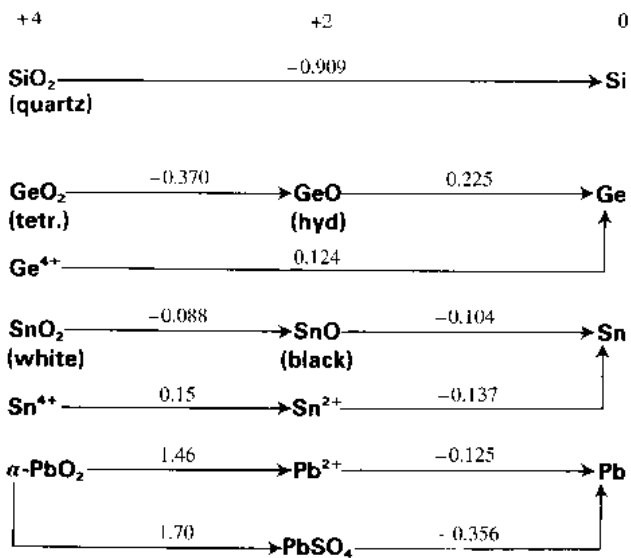 +4 +2 0
−0.909
SiO₂ Si
(quartz)
−0.370 0.225
GeO₂ GeO Ge
(tetr.) (hyd)
0.124
Ge⁴⁺
−0.088 −0.104
SnO₂ SnO Sn
(white) (black)
0.15 −0.137
Sn⁴⁺ Sn²⁺
1.46 −0.125
α-PbO₂ Pb²⁺ Pb
1.70 -0.356
PbSO₄